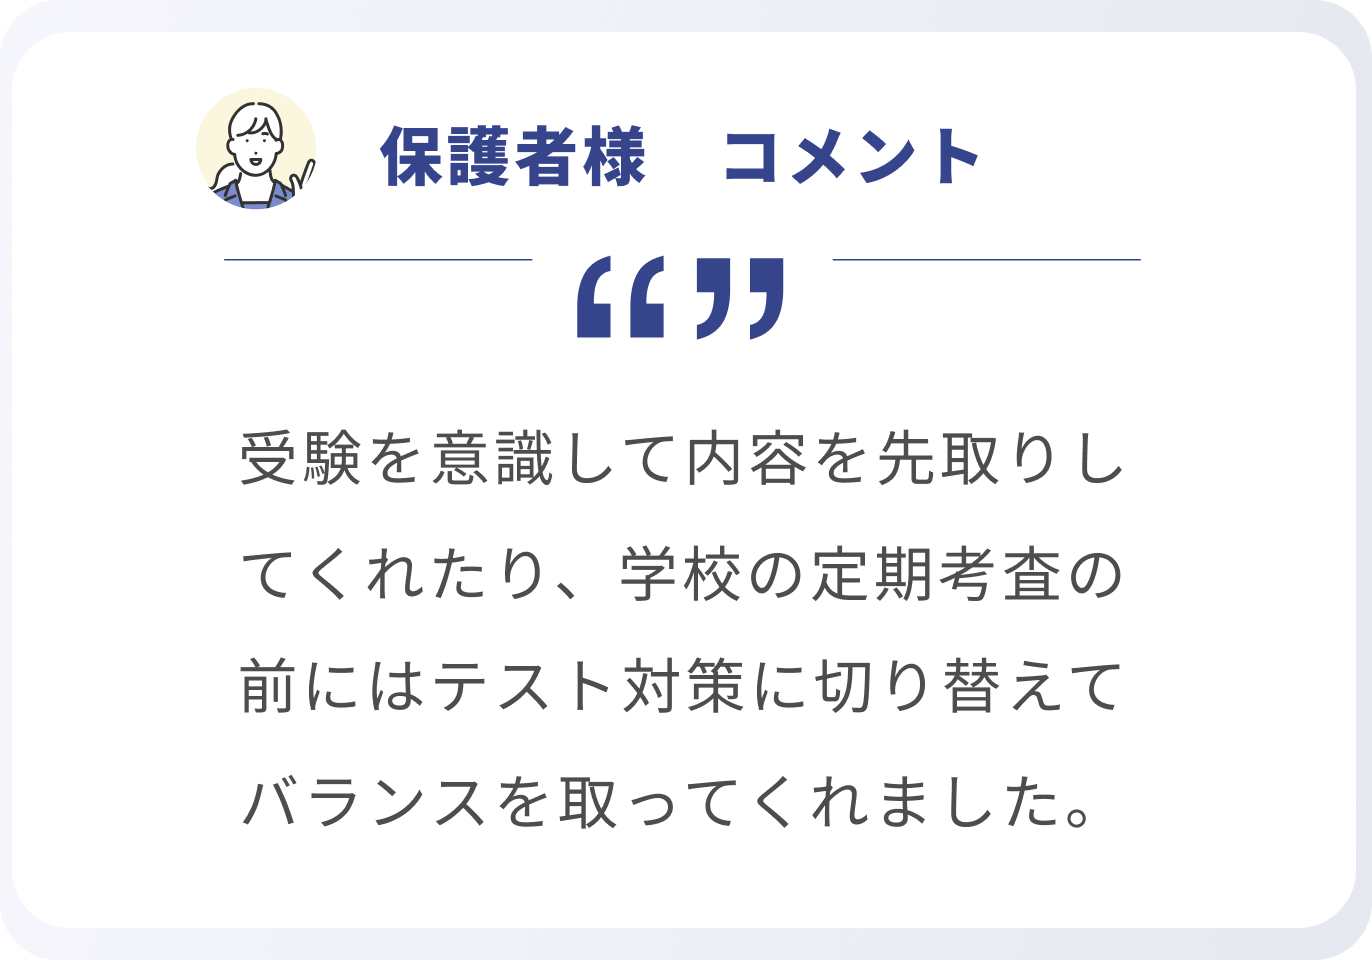 保護者様　コメント
“ ”
受験を意識して内容を先取りし
てくれたり、学校の定期考査の
前にはテスト対策に切り替えて
バランスを取ってくれました。